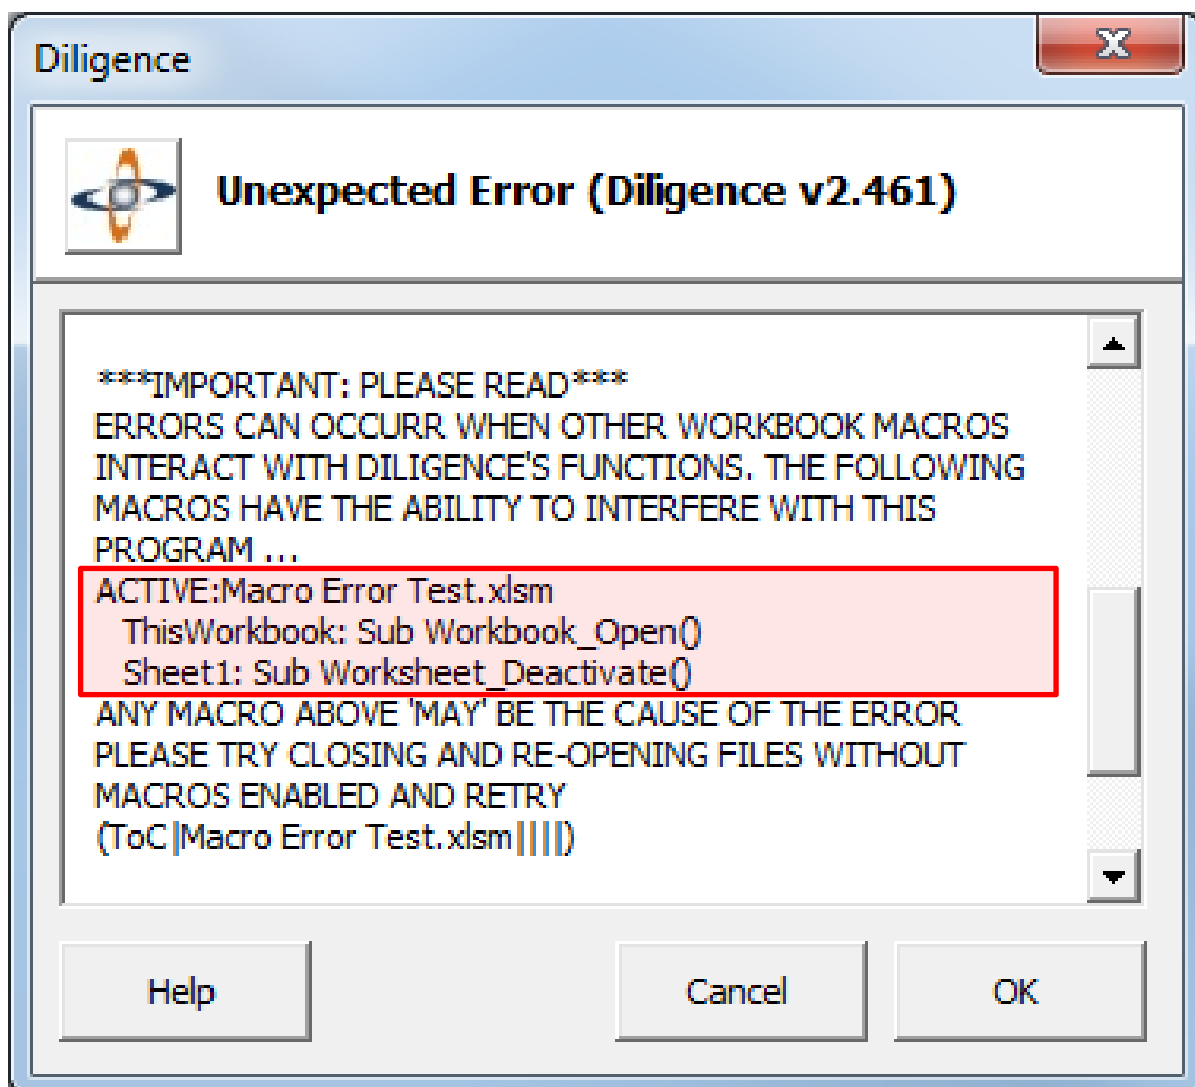 Diligence
Unexpected Error (Diligence v2.461)
***IMPORTANT: PLEASE READ***
ERRORS CAN OCCURR WHEN OTHER WORKBOOK MACROS
INTERACT WITH DILIGENCE'S FUNCTIONS. THE FOLLOWING
MACROS HAVE THE ABILITY TO INTERFERE WITH THIS
PROGRAM ...
ACTIVE:Macro Error Test.xlsm
ThisWorkbook: Sub Workbook_Open()
Sheet1: Sub Worksheet_Deactivate()
ANY MACRO ABOVE 'MAY' BE THE CAUSE OF THE ERROR
PLEASE TRY CLOSING AND RE-OPENING FILES WITHOUT
MACROS ENABLED AND RETRY
(ToC|Macro Error Test.xlsm||||)
Help
Cancel
OK